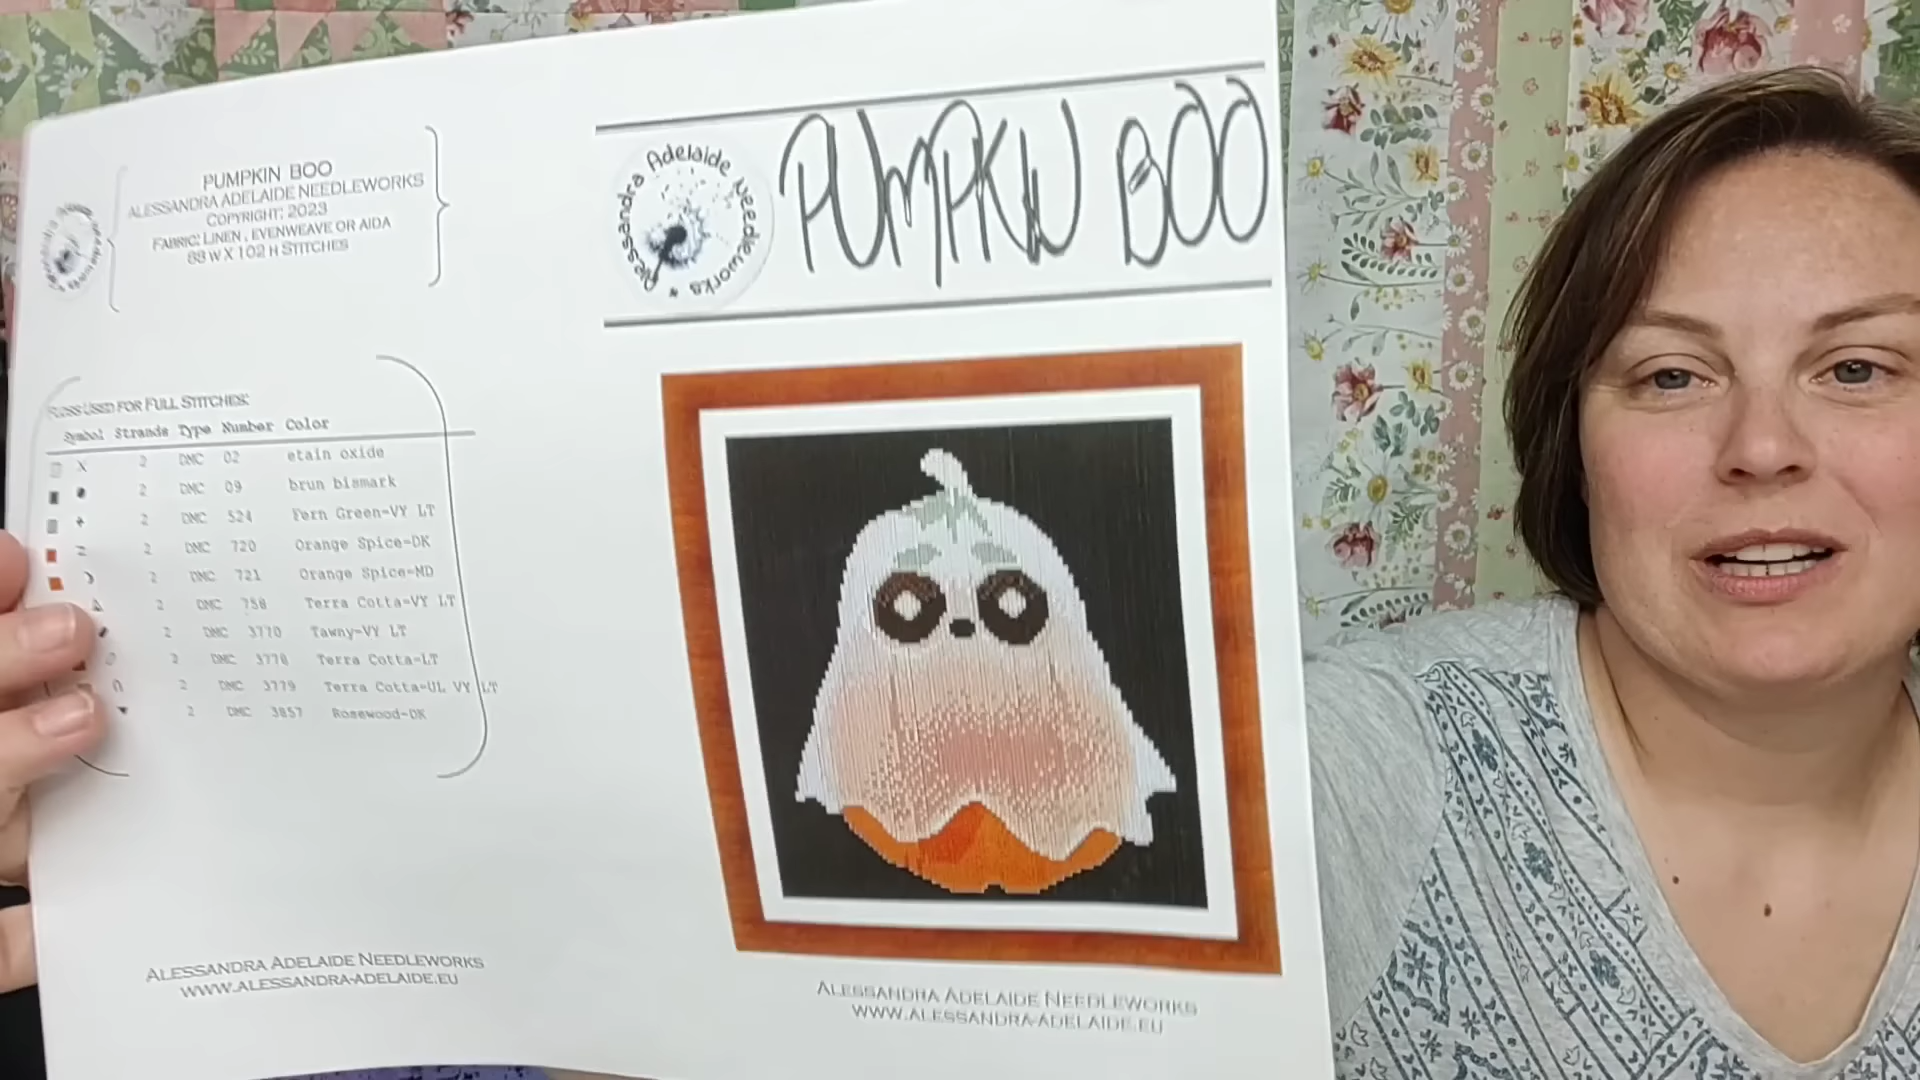 PUMPKIN BOO
ALESSANDRA ADELAIDE NEEDLEWORKS
COPYRIGHT: 2023
FABRIC: LINEN, EVENWEAVE OR AIDA
88 W X 102 H STITCHES
FLOSS USED FOR FULL STITCHES:
Symbol Strands Type Number Color
X 2 DMC 02 etain oxide
2 DMC 09 brun bismark
2 DMC 524 Fern Green-VY LT
2 DMC 720 Orange Spice-DK
2 DMC 721 Orange Spice-MD
2 DMC 758 Terra Cotta-VY LT
2 DMC 3770 Tawny-VY LT
2 DMC 3778 Terra Cotta-LT
2 DMC 3779 Terra Cotta-UL VY LT
2 DMC 3857 Rosewood-DK
ALESSANDRA ADELAIDE NEEDLEWORKS
WWW.ALESSANDRA-ADELAIDE.EU
Alessandra Adelaide Needleworks *
PUMPKIN BOO
ALESSANDRA ADELAIDE NEEDLEWORKS
WWW.ALESSANDRA-ADELAIDE.EU